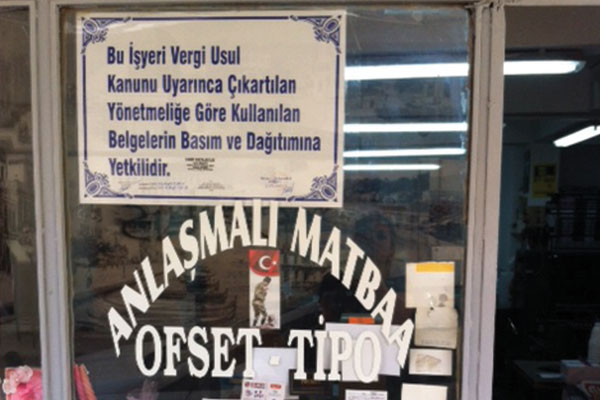 Bu İşyeri Vergi Usul
Kanunu Uyarınca Çıkartılan
Yönetmeliğe Göre Kullanılan
Belgelerin Basım ve Dağıtımına
Yetkilidir.
ANLAŞMALI MATBAA
OFSET - TİPO